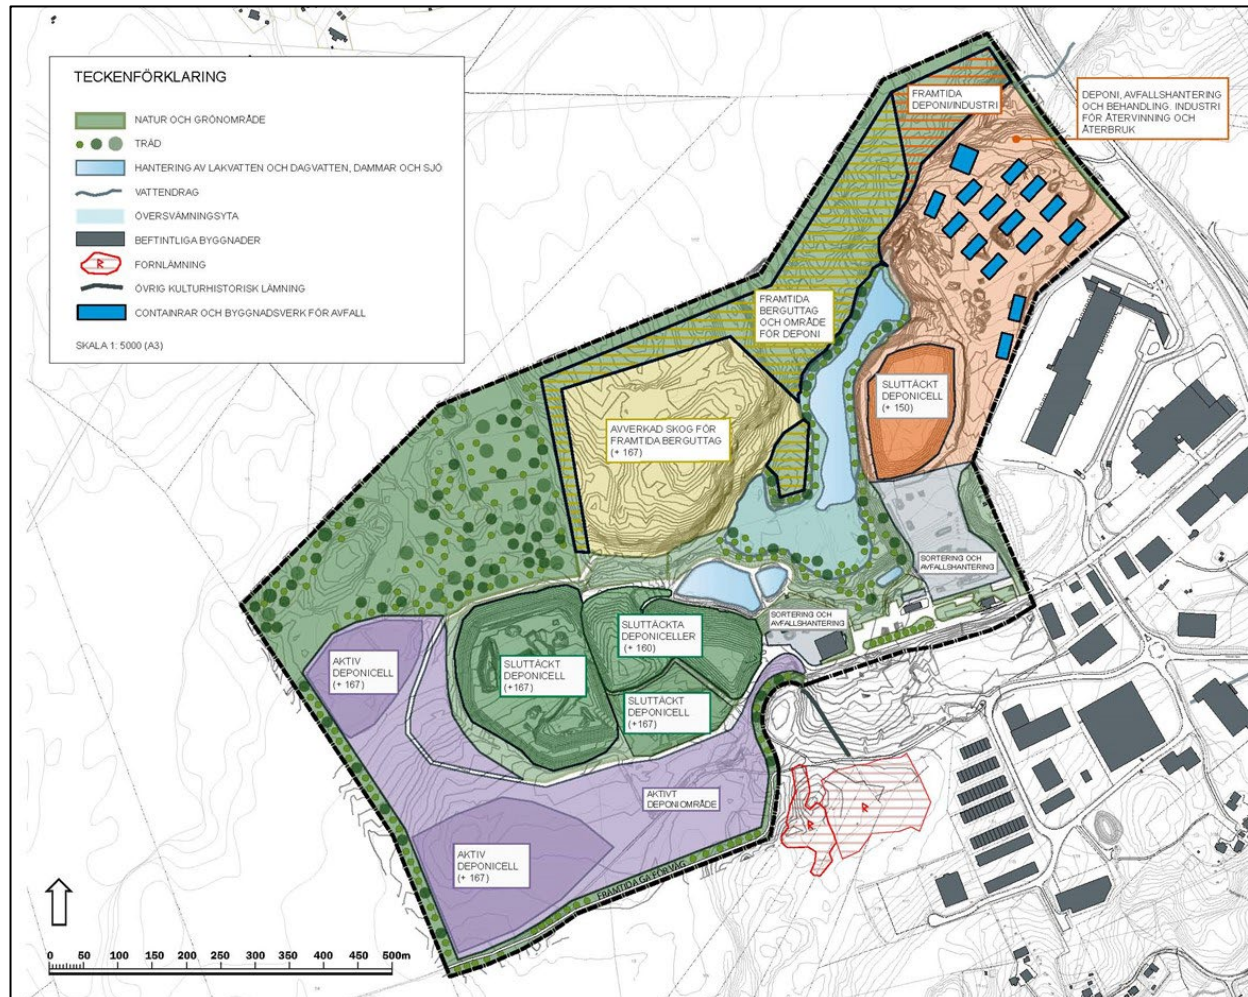 TECKENFÖRKLARING
NATUR OCH GRÖNOMRÅDE
TRÄD
HANTERING AV LAKVATTEN OCH DAGVATTEN, DAMMAR OCH SJÖ
VATTENDRAG
ÖVERSVÄMNINGSYTA
BEFTINTLIGA BYGGNADER
R
FORNLÄMNING
ÖVRIG KULTURHISTORISK LÄMNING
CONTAINRAR OCH BYGGNADSVERK FÖR AVFALL
SKALA 1: 5000 (A3)
FRAMTIDA
DEPONI/INDUSTRI
DEPONI, AVFALLSHANTERING
OCH BEHANDLING. INDUSTRI
FÖR ÅTERVINNING OCH
ÅTERBRUK
FRAMTIDA
BERGUTTAG
OCH OMRÅDE
FÖR DEPONI
SLUTTÄCKT
DEPONICELL
(+ 150)
AVVERKAD SKOG FÖR
FRAMTIDA BERGUTTAG
(+ 167)
SORTERING OCH
AVFALLSHANTERING
SORTERING OCH
AVFALLSHANTERING
SLUTTÄCKTA
DEPONICELLER
(+ 160)
SLUTTÄCKT
DEPONICELL
(+167)
SLUTTÄCKT
DEPONICELL
(+167)
AKTIV
DEPONICELL
(+ 167)
AKTIVT
DEPONIOMRÅDE
AKTIV
DEPONICELL
(+ 167)
FRAMTIDA GA FÖR VÄG
R
R
0 50 100 150 200 250 300 350 400 450 500m